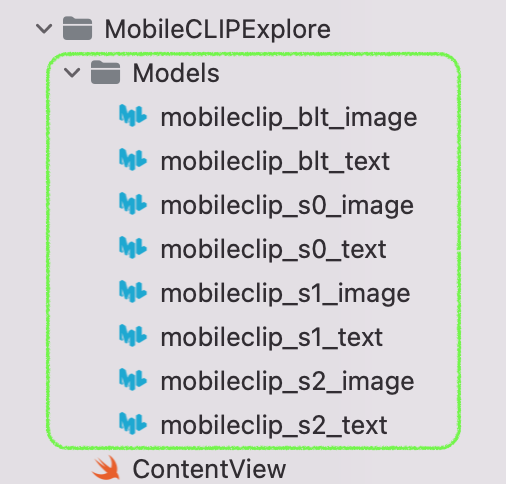 MobileCLIPExplore
Models
mobileclip_blt_image
mobileclip_blt_text
mobileclip_s0_image
mobileclip_s0_text
mobileclip_s1_image
mobileclip_s1_text
mobileclip_s2_image
mobileclip_s2_text
ContentView